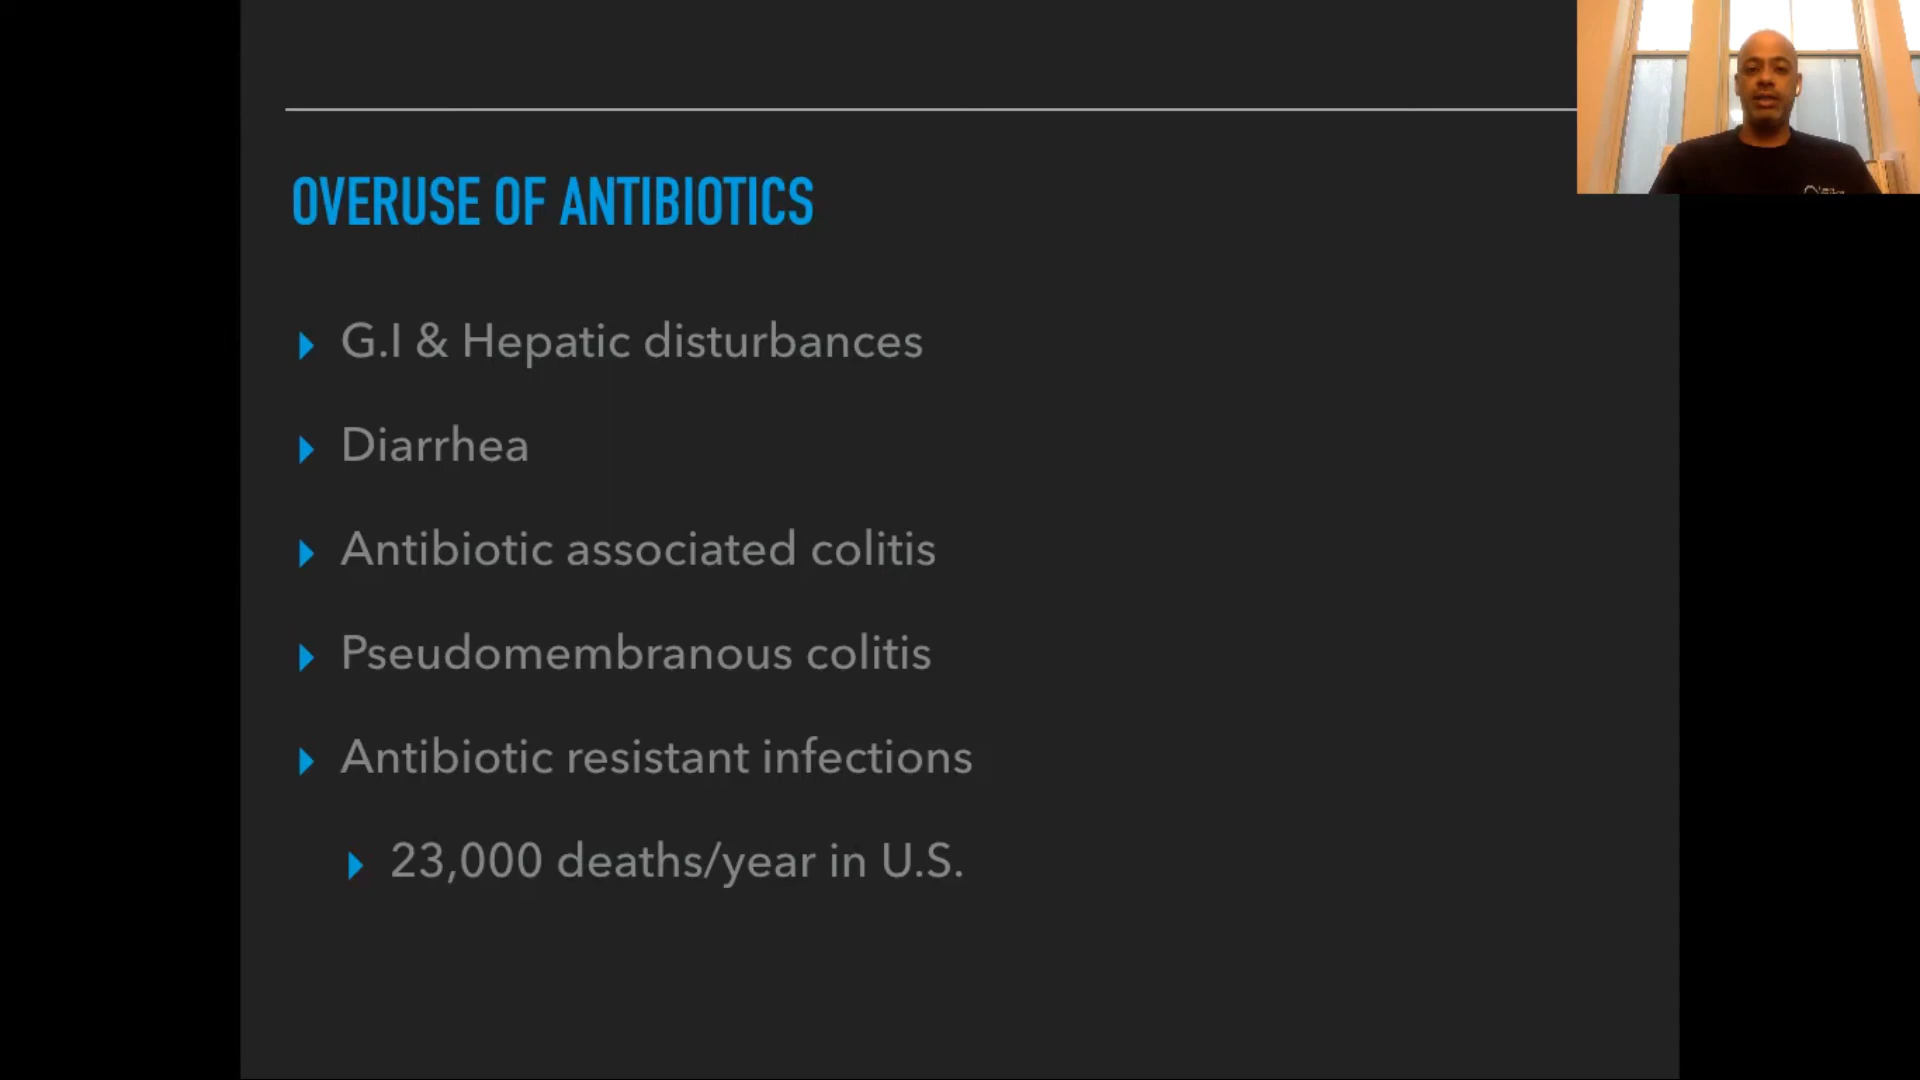 OVERUSE OF ANTIBIOTICS
G.I & Hepatic disturbances
Diarrhea
Antibiotic associated colitis
Pseudomembranous colitis
Antibiotic resistant infections
23,000 deaths/year in U.S.